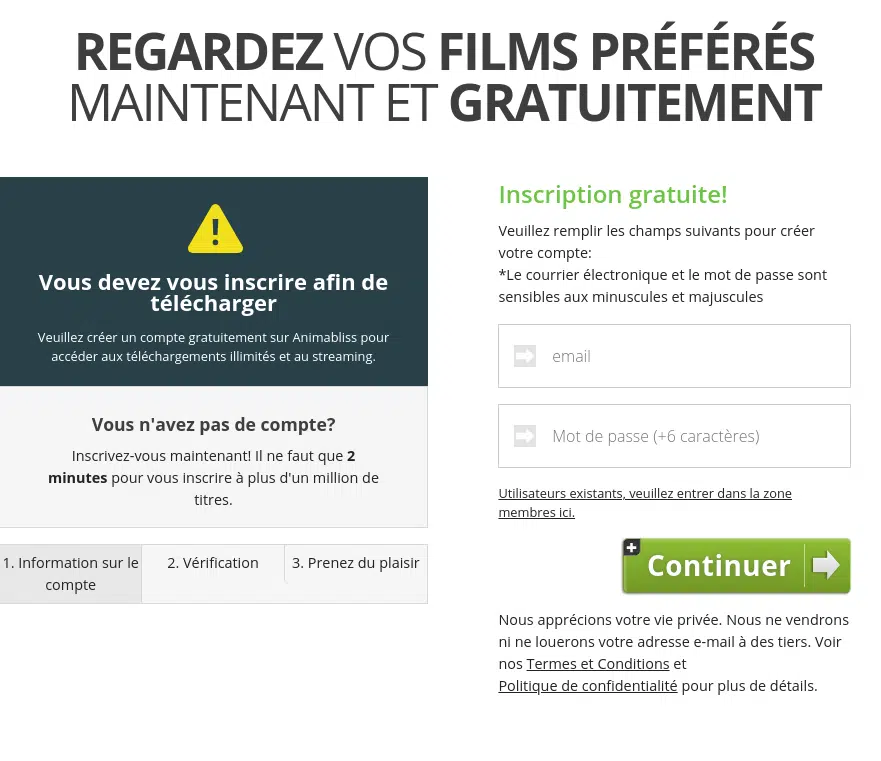 REGARDEZ VOS FILMS PRÉFÉRÉS
MAINTENANT ET GRATUITEMENT
Vous devez vous inscrire afin de
télécharger
Veuillez créer un compte gratuitement sur Animabliss pour
accéder aux téléchargements illimités et au streaming.
Vous n'avez pas de compte?
Inscrivez-vous maintenant! Il ne faut que 2
minutes pour vous inscrire à plus d'un million de
titres.
1. Information sur le
compte
2. Vérification
3. Prenez du plaisir
Inscription gratuite!
Veuillez remplir les champs suivants pour créer
votre compte:
*Le courrier électronique et le mot de passe sont
sensibles aux minuscules et majuscules
email
Mot de passe (+6 caractères)
Utilisateurs existants, veuillez entrer dans la zone
membres ici.
Continuer
Nous apprécions votre vie privée. Nous ne vendrons
ni ne louerons votre adresse e-mail à des tiers. Voir
nos Termes et Conditions et
Politique de confidentialité pour plus de détails.